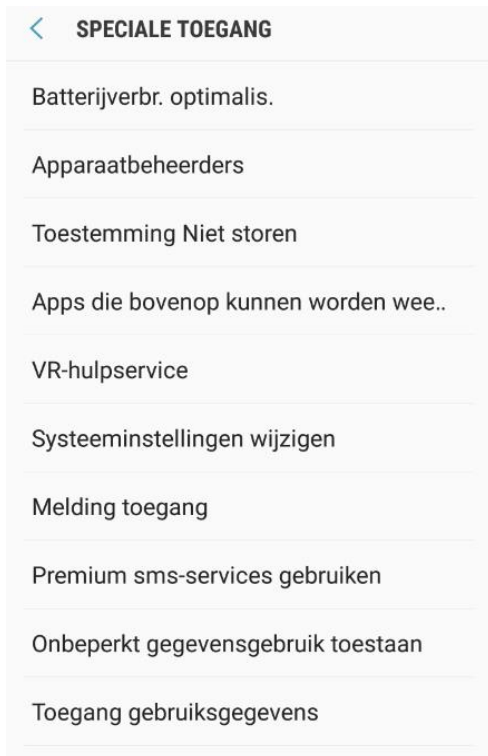 SPECIALE TOEGANG
Batterijverbr. optimalis.
Apparaatbeheerders
Toestemming Niet storen
Apps die bovenop kunnen worden wee..
VR-hulpservice
Systeeminstellingen wijzigen
Melding toegang
Premium sms-services gebruiken
Onbeperkt gegevensgebruik toestaan
Toegang gebruiksgegevens